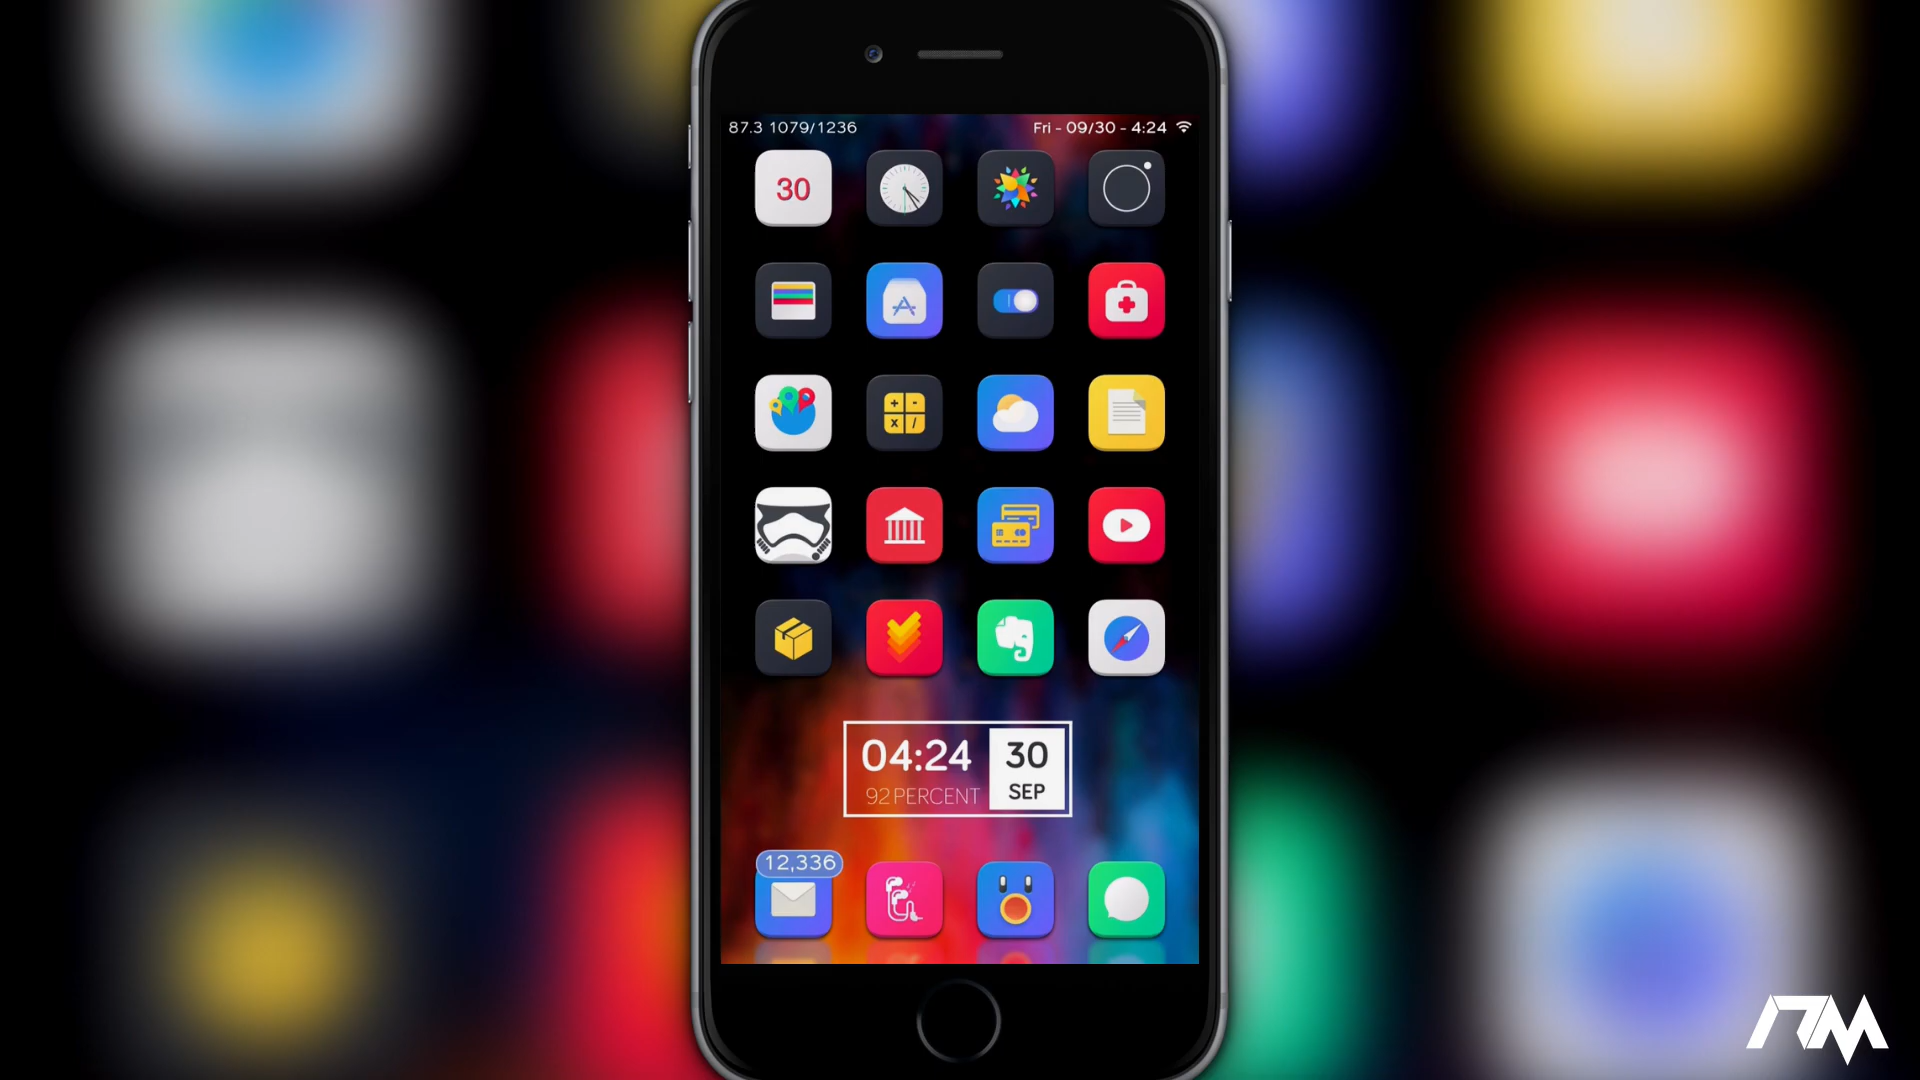 87.3 1079/1236
Fri - 09/30 - 4:24
30
04:24
92 PERCENT
30
SEP
12,336